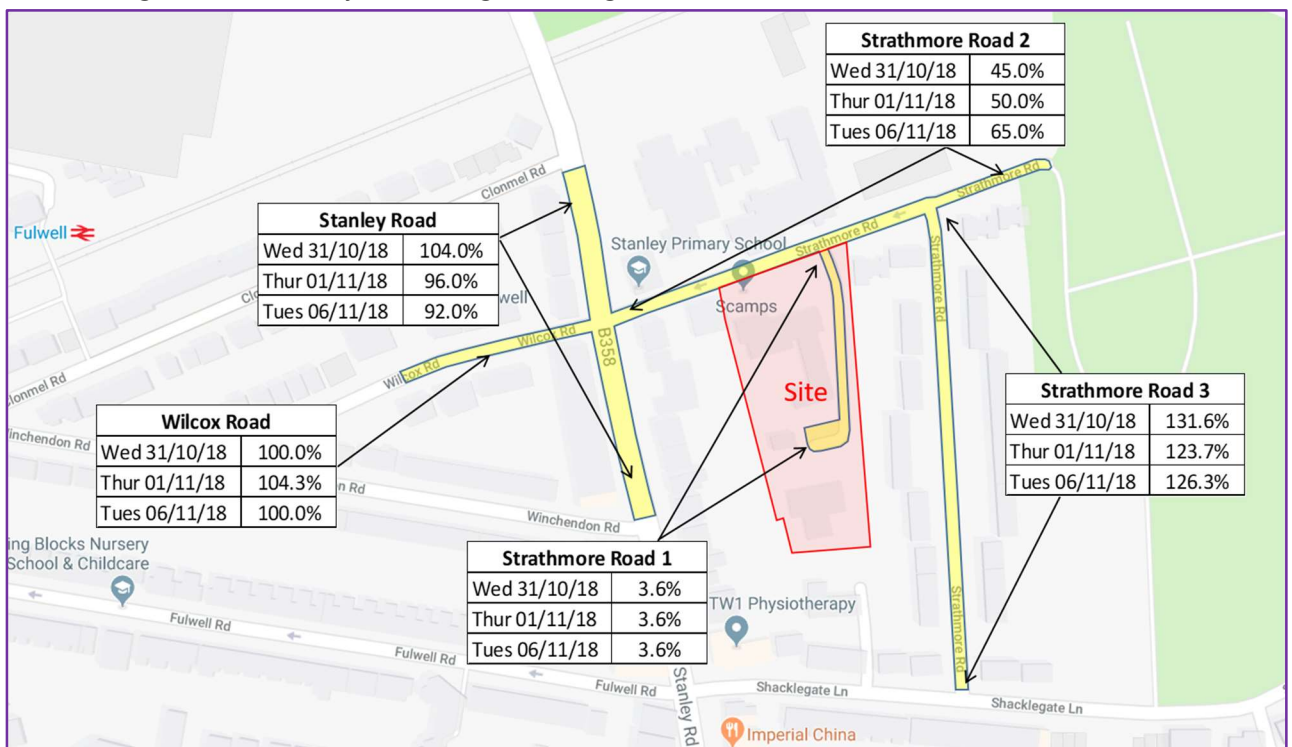 Strathmore Road 2
Wed 31/10/18 45.0%
Thur 01/11/18 50.0%
Tues 06/11/18 65.0%
Clonmel Rd
Strathmore Rd
Fulwell
Stanley Road
Wed 31/10/18 104.0%
Thur 01/11/18 96.0%
Tues 06/11/18 92.0%
Stanley Primary School
Strathmore Rd
Scamps
well
Strathmore Rd
B358
Wilcox Rd
Wilcox Rd
Site
Clonmel Rd
Strathmore Road 3
Wed 31/10/18 131.6%
Thur 01/11/18 123.7%
Tues 06/11/18 126.3%
Wilcox Road
Wed 31/10/18 100.0%
Thur 01/11/18 104.3%
Tues 06/11/18 100.0%
inchendon Rd
n Rd
Winchendon Rd
ing Blocks Nursery
School & Childcare
Strathmore Road 1
Wed 31/10/18 3.6%
Thur 01/11/18 3.6%
Tues 06/11/18 3.6%
TW1 Physiotherapy
Strathmore Rd
Fulwell Rd
Fulwell Rd
Fulwell Rd
Stanley Rd
Shacklegate Ln
Shacklegate Ln
Imperial China